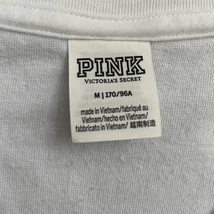 PINK
VICTORIA'S SECRET
M | 170/96A
made in Vietnam/fabriqué au
Vietnam/hecho en Vietnam/
fabbricato in Vietnam/越南制造